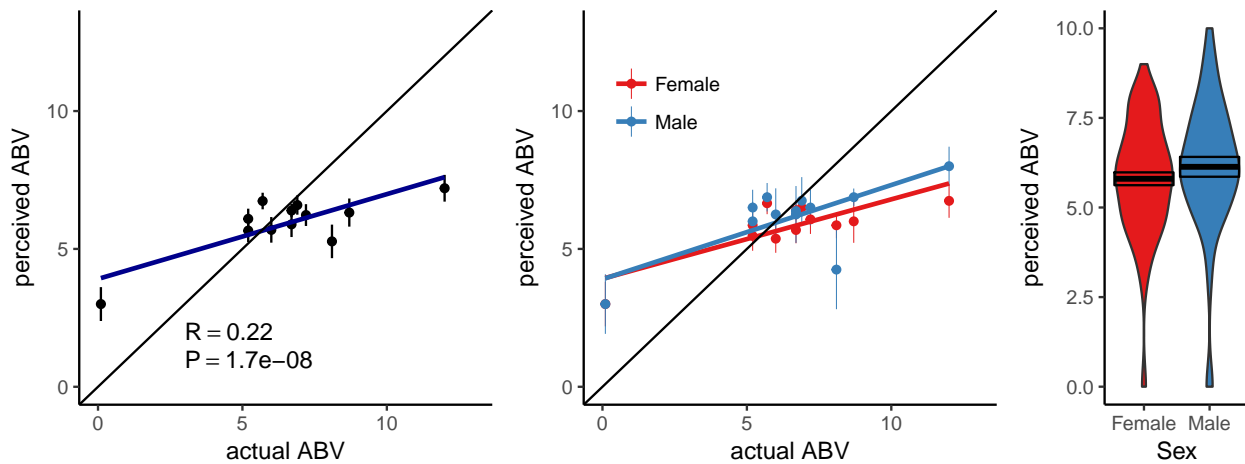 perceived ABV
10
5
0
R = 0.22
P = 1.7e−08
0
5
10
actual ABV
perceived ABV
10
5
0
Female
Male
0
5
10
actual ABV
perceived ABV
10.0
7.5
5.0
2.5
0.0
Female Male
Sex